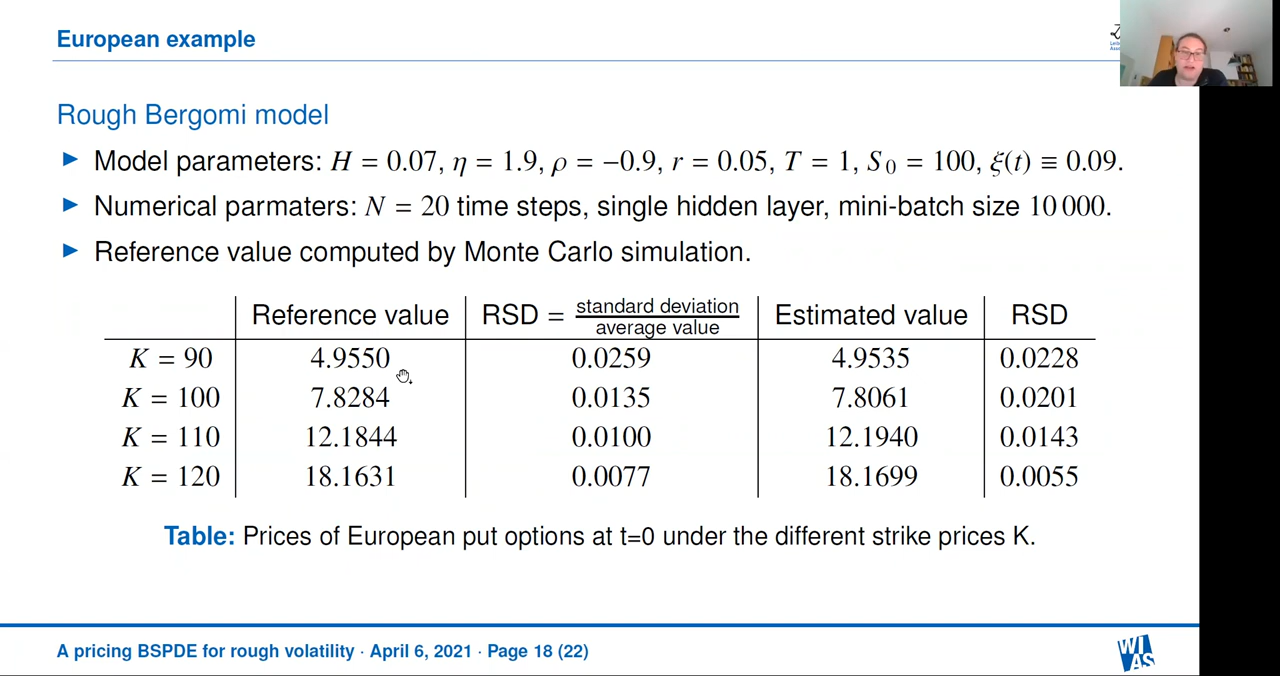 European example
Rough Bergomi model
Model parameters: H = 0.07, η = 1.9, ρ = −0.9, r = 0.05, T = 1, S₀ = 100, ξ(t) ≡ 0.09.
Numerical parmaters: N = 20 time steps, single hidden layer, mini-batch size 10 000.
Reference value computed by Monte Carlo simulation.
Reference value RSD = standard deviation / average value Estimated value RSD
K = 90 4.9550 0.0259 4.9535 0.0228
K = 100 7.8284 0.0135 7.8061 0.0201
K = 110 12.1844 0.0100 12.1940 0.0143
K = 120 18.1631 0.0077 18.1699 0.0055
Table: Prices of European put options at t=0 under the different strike prices K.
A pricing BSPDE for rough volatility · April 6, 2021 · Page 18 (22)
WI
AS